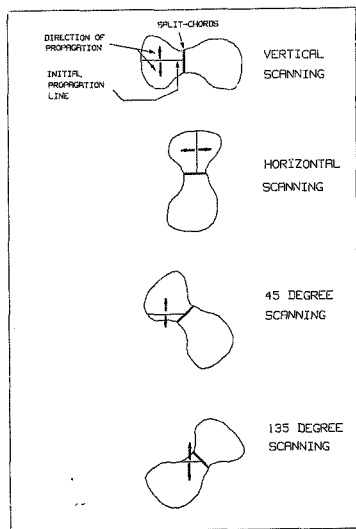 SPLIT-CHORDS
DIRECTION OF
PROPAGATION
INITIAL
PROPAGATION
LINE
VERTICAL
SCANNING
HORIZONTAL
SCANNING
45 DEGREE
SCANNING
135 DEGREE
SCANNING